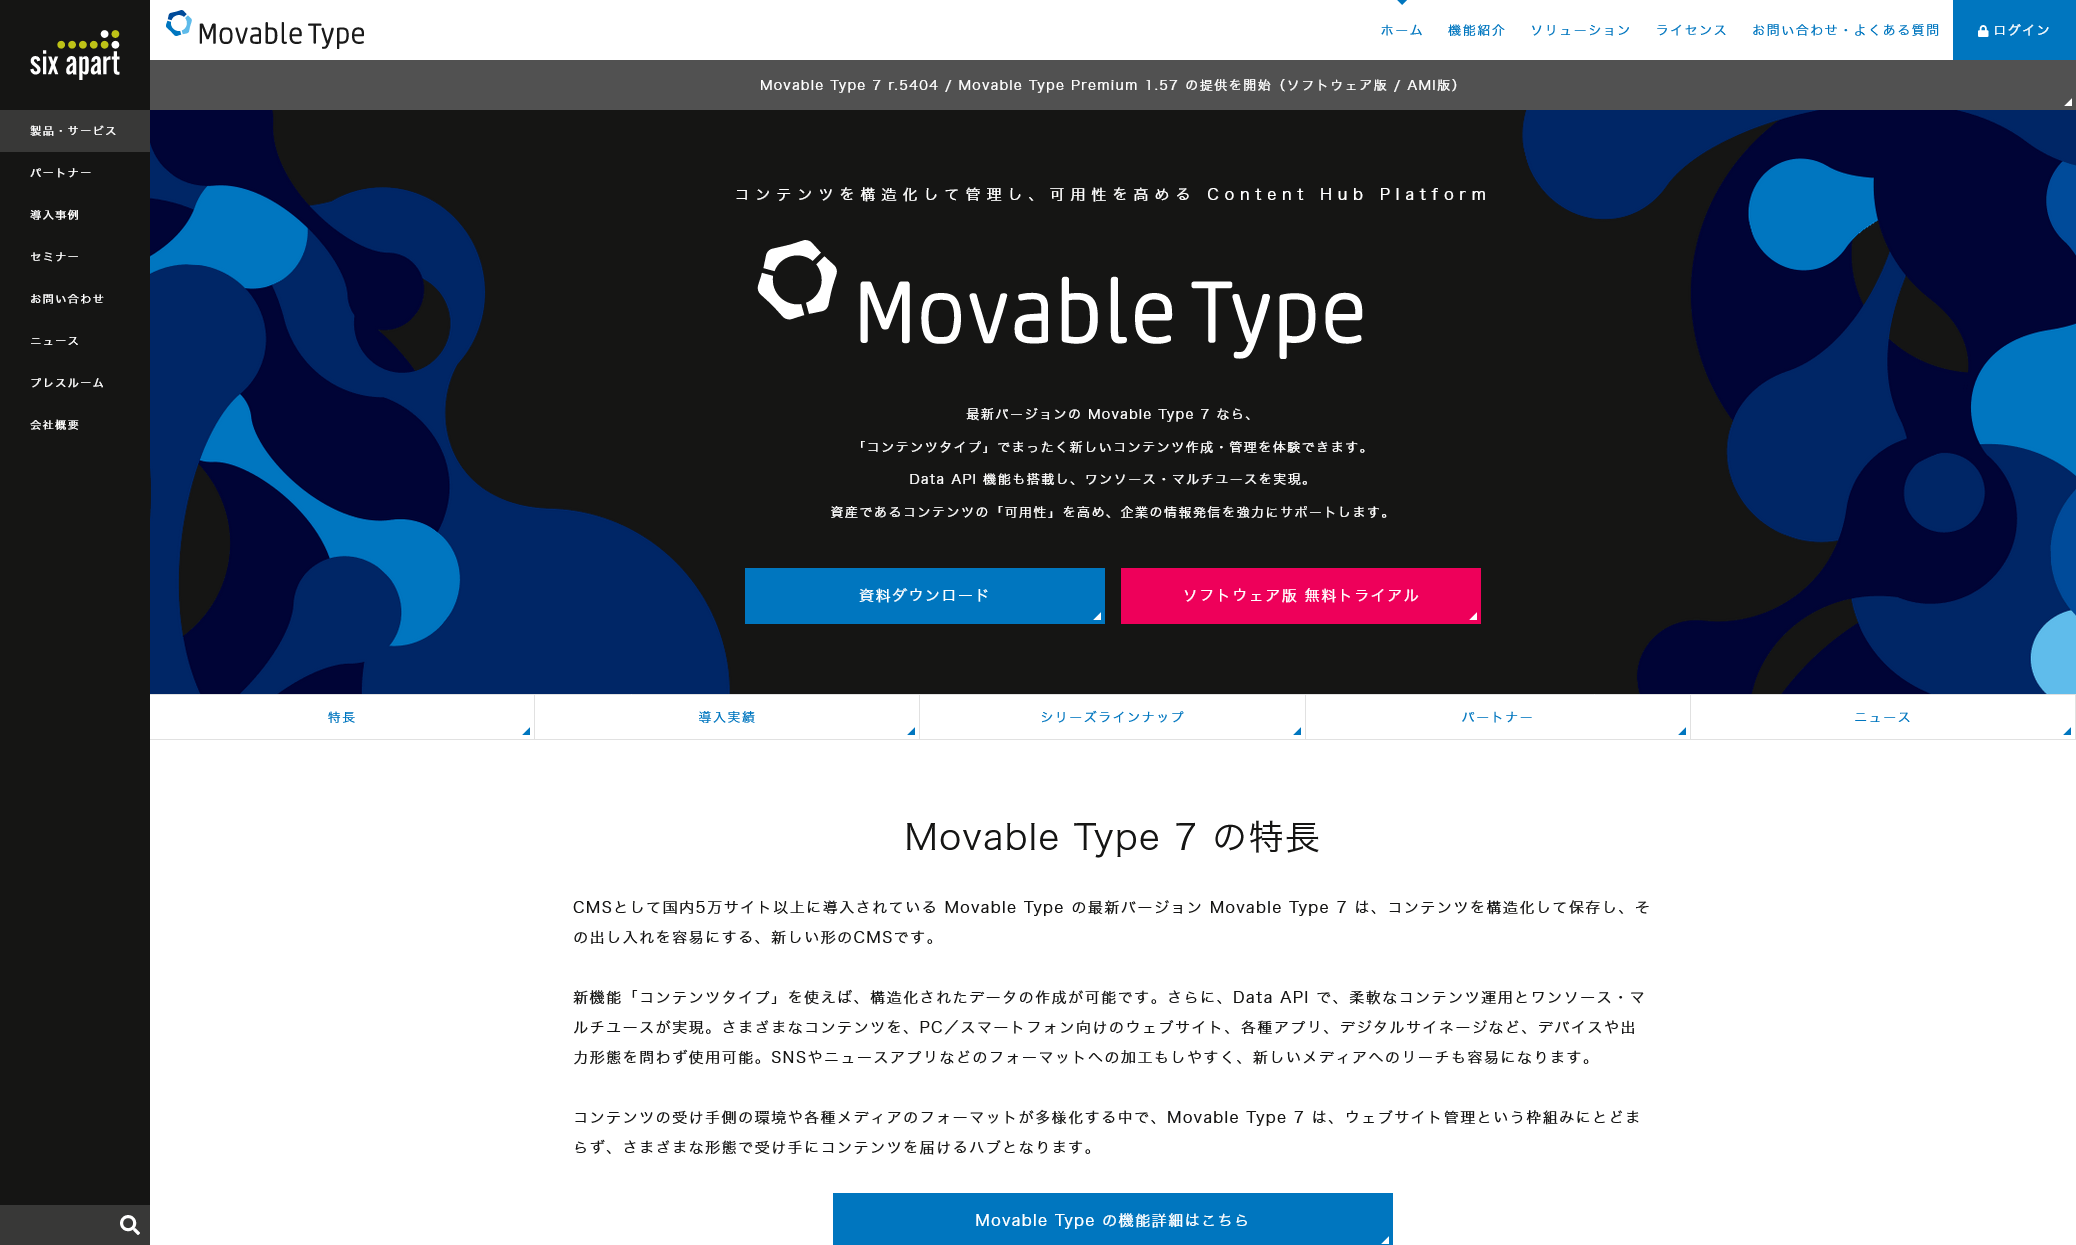 six apart
製品・サービス
パートナー
導入事例
セミナー
お問い合わせ
ニュース
プレスルーム
会社概要
Movable Type
ホーム
機能紹介
ソリューション
ライセンス
お問い合わせ・よくある質問
ログイン
Movable Type 7 r.5404 / Movable Type Premium 1.57 の提供を開始（ソフトウェア版 / AMI版）
コンテンツを構造化して管理し、可用性を高める Content Hub Platform
Movable Type
最新バージョンの Movable Type 7 なら、
「コンテンツタイプ」でまったく新しいコンテンツ作成・管理を体験できます。
Data API 機能も搭載し、ワンソース・マルチユースを実現。
資産であるコンテンツの「可用性」を高め、企業の情報発信を強力にサポートします。
資料ダウンロード
ソフトウェア版 無料トライアル
特長
導入実績
シリーズラインナップ
パートナー
ニュース
Movable Type 7 の特長
CMSとして国内5万サイト以上に導入されている Movable Type の最新バージョン Movable Type 7 は、コンテンツを構造化して保存し、そ
の出し入れを容易にする、新しい形のCMSです。
新機能「コンテンツタイプ」を使えば、構造化されたデータの作成が可能です。さらに、Data API で、柔軟なコンテンツ運用とワンソース・マ
ルチユースが実現。さまざまなコンテンツを、PC／スマートフォン向けのウェブサイト、各種アプリ、デジタルサイネージなど、デバイスや出
力形態を問わず使用可能。SNSやニュースアプリなどのフォーマットへの加工もしやすく、新しいメディアへのリーチも容易になります。
コンテンツの受け手側の環境や各種メディアのフォーマットが多様化する中で、Movable Type 7 は、ウェブサイト管理という枠組みにとどま
らず、さまざまな形態で受け手にコンテンツを届けるハブとなります。
Movable Type の機能詳細はこちら